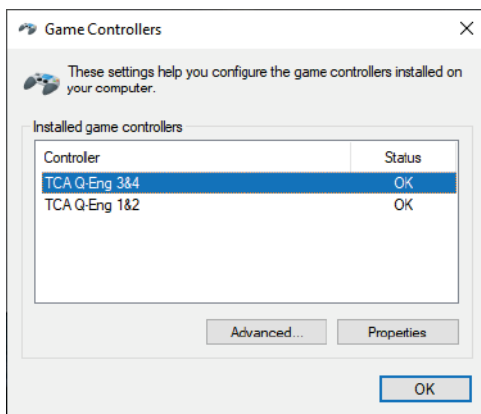 Game Controllers
These settings help you configure the game controllers installed on
your computer.
Installed game controllers
Controller Status
TCA Q-Eng 3&4 OK
TCA Q-Eng 1&2 OK
Advanced... Properties
OK